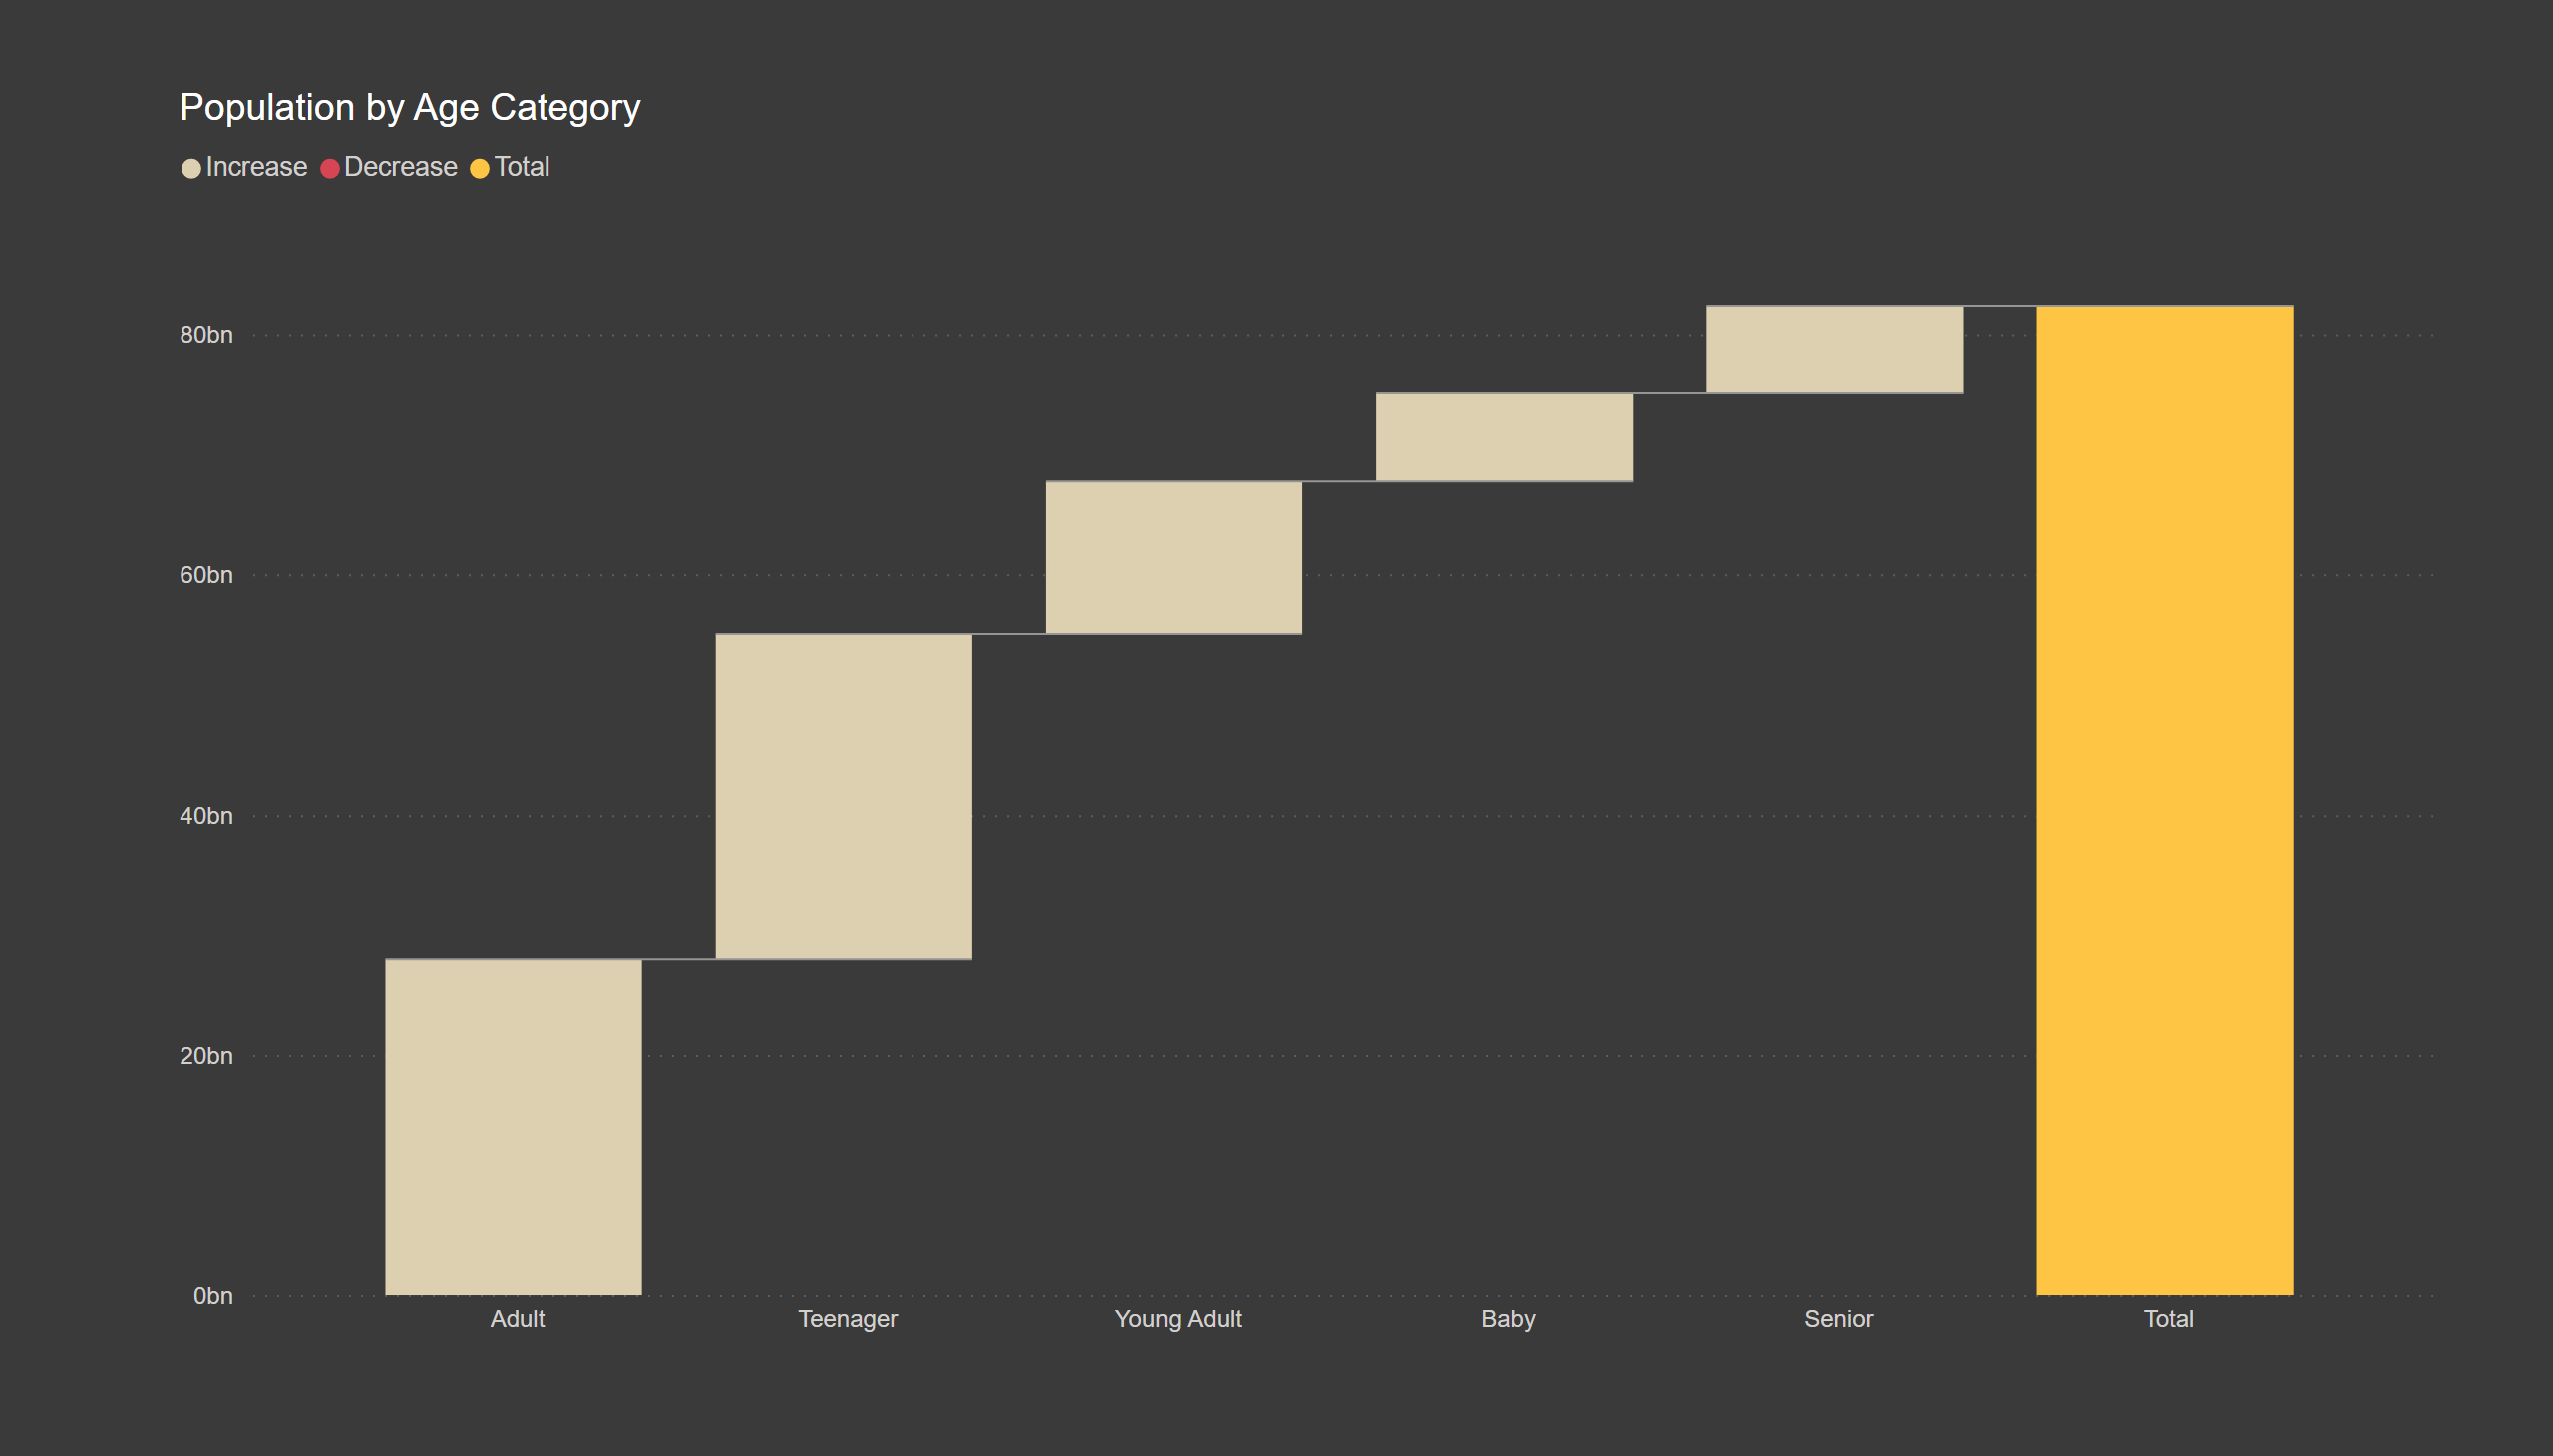 Population by Age Category
Increase Decrease Total
80bn
60bn
40bn
20bn
0bn
Adult Teenager Young Adult Baby Senior Total